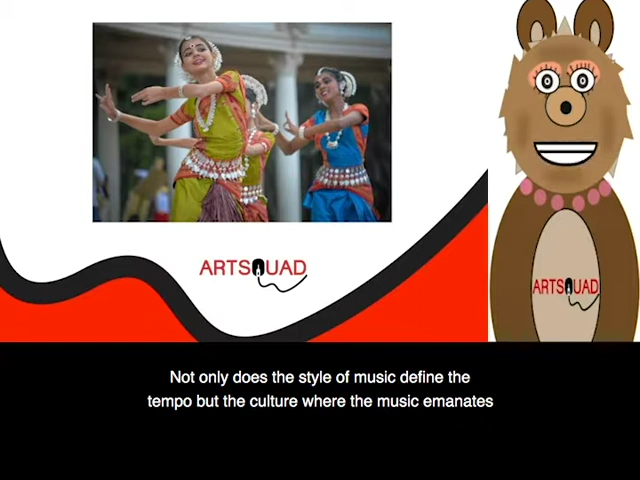 ARTSQUAD
ARTSQUAD
Not only does the style of music define the
tempo but the culture where the music emanates